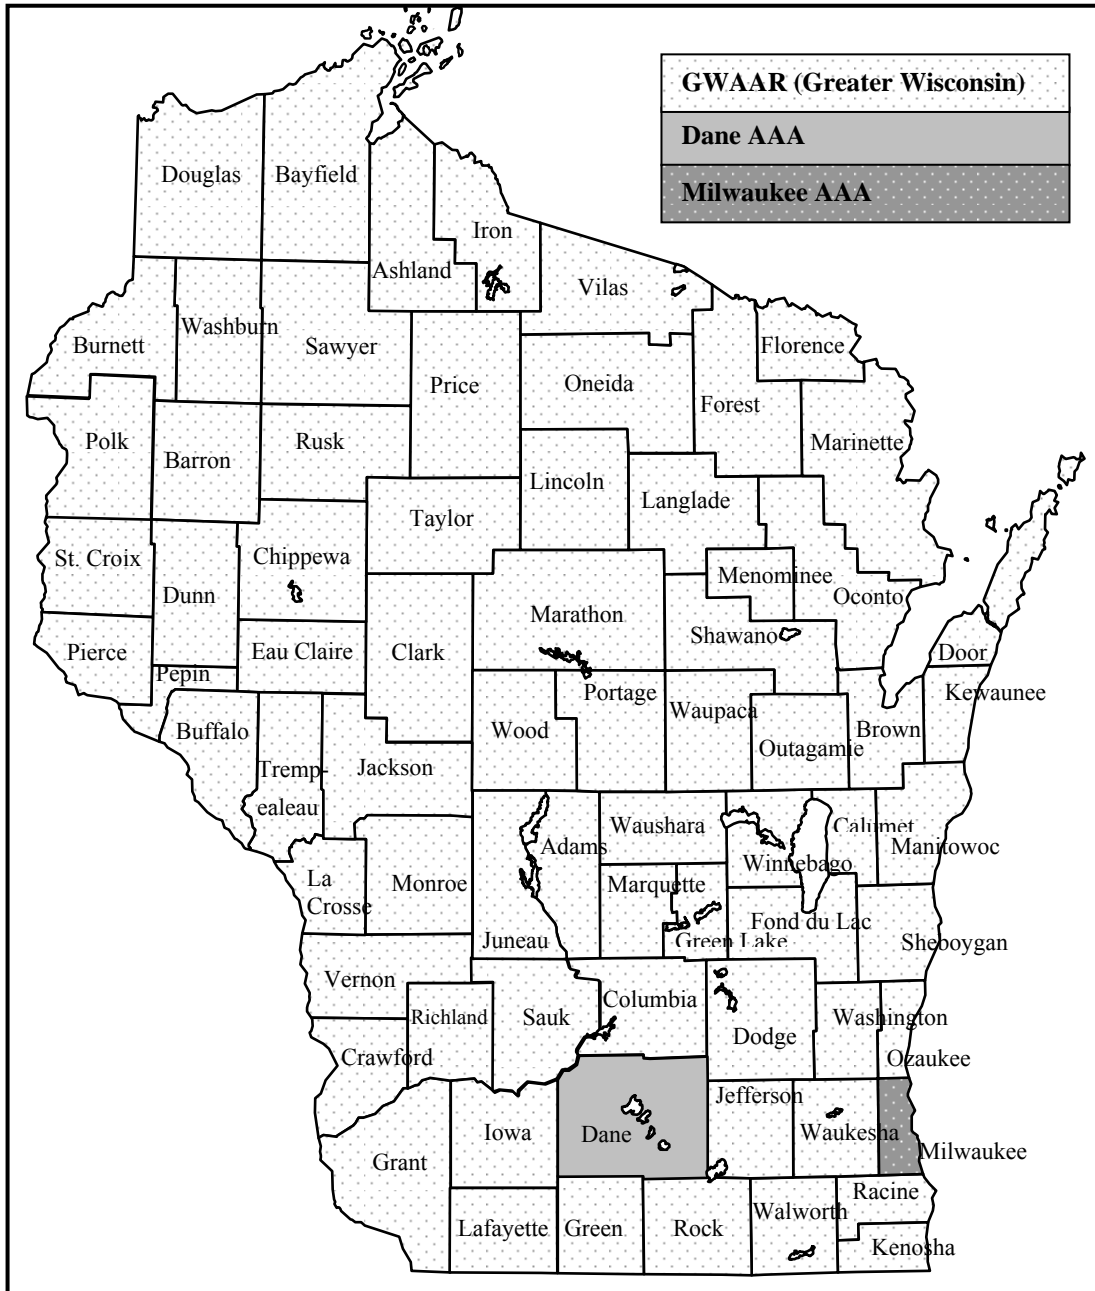 GWAAR (Greater Wisconsin)
Dane AAA
Milwaukee AAA
Douglas
Bayfield
Iron
Ashland
Vilas
Washburn
Burnett
Sawyer
Florence
Price
Oneida
Forest
Polk
Rusk
Marinette
Barron
Lincoln
Langlade
Taylor
St. Croix
Chippewa
Menominee
Dunn
Oconto
Marathon
Shawano
Pierce
Eau Claire
Clark
Door
Pepin
Portage
Kewaunee
Waupaca
Buffalo
Wood
Brown
Outagamie
Tremp-
ealeau
Jackson
Waushara
Calumet
Adams
Manitowoc
Winnebago
La
Crosse
Monroe
Marquette
Fond du Lac
Juneau
Green Lake
Sheboygan
Vernon
Columbia
Richland
Sauk
Washington
Dodge
Crawford
Ozaukee
Jefferson
Iowa
Dane
Waukesha
Milwaukee
Grant
Racine
Walworth
Lafayette
Green
Rock
Kenosha